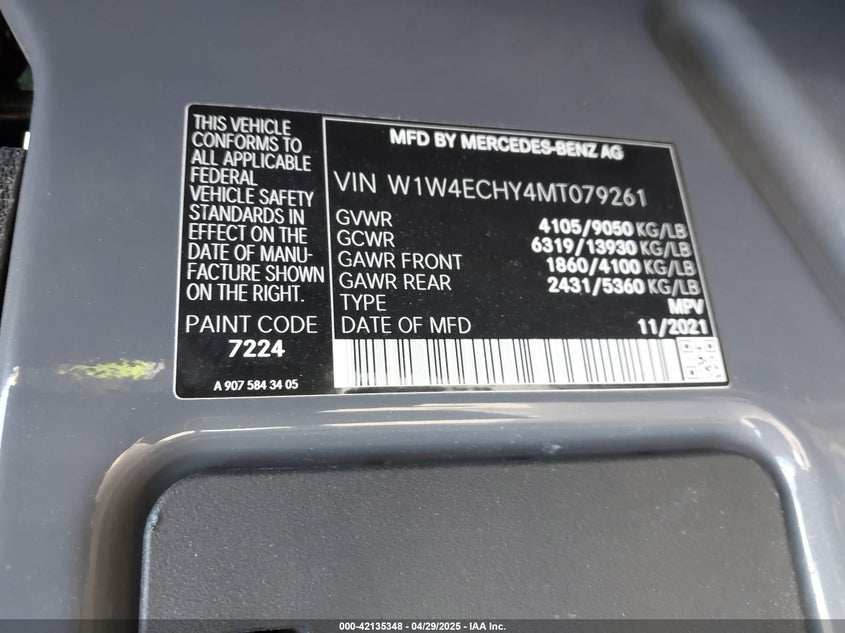 THIS VEHICLE
CONFORMS TO
ALL APPLICABLE
FEDERAL
VEHICLE SAFETY
STANDARDS IN
EFFECT ON THE
DATE OF MANU-
FACTURE SHOWN
ON THE RIGHT.
PAINT CODE
7224
A 907 584 34 05
MFD BY MERCEDES-BENZ AG
VIN W1W4ECHY4MT079261
GVWR 4105/9050 KG/LB
GCWR 6319/13930 KG/LB
GAWR FRONT 1860/4100 KG/LB
GAWR REAR 2431/5360 KG/LB
TYPE MPV
DATE OF MFD 11/2021
000-42135348 - 04/29/2025 - IAA Inc.